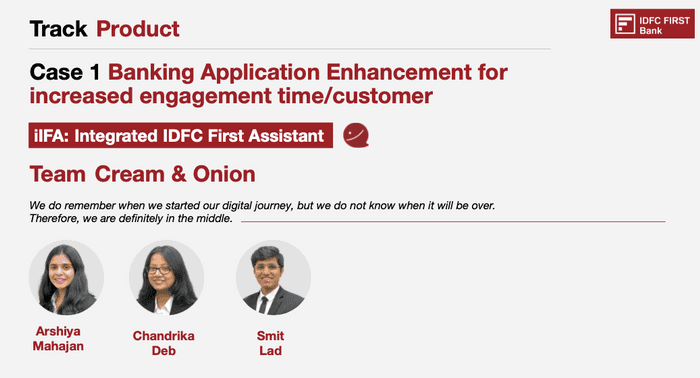 Track Product
IDFC FIRST
Bank
Case 1 Banking Application Enhancement for
increased engagement time/customer
iIFA: Integrated IDFC First Assistant
Team Cream & Onion
We do remember when we started our digital journey, but we do not know when it will be over.
Therefore, we are definitely in the middle.
Arshiya
Mahajan
Chandrika
Deb
Smit
Lad